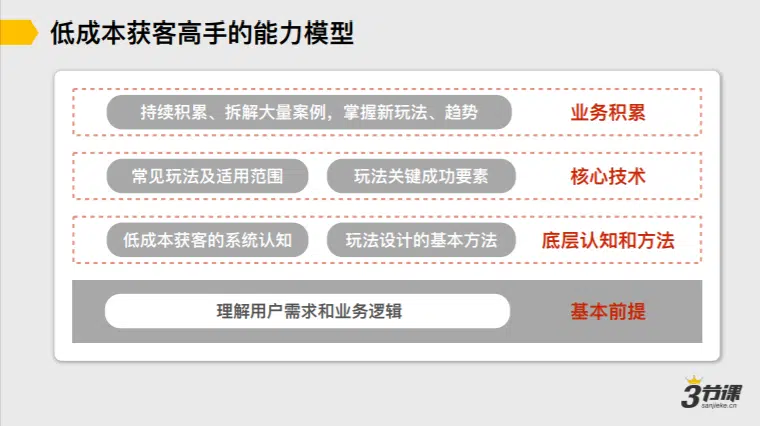 低成本获客高手的能力模型
持续积累、拆解大量案例，掌握新玩法、趋势
业务积累
常见玩法及适用范围
玩法关键成功要素
核心技术
低成本获客的系统认知
玩法设计的基本方法
底层认知和方法
理解用户需求和业务逻辑
基本前提
3节课
sanjieke.cn